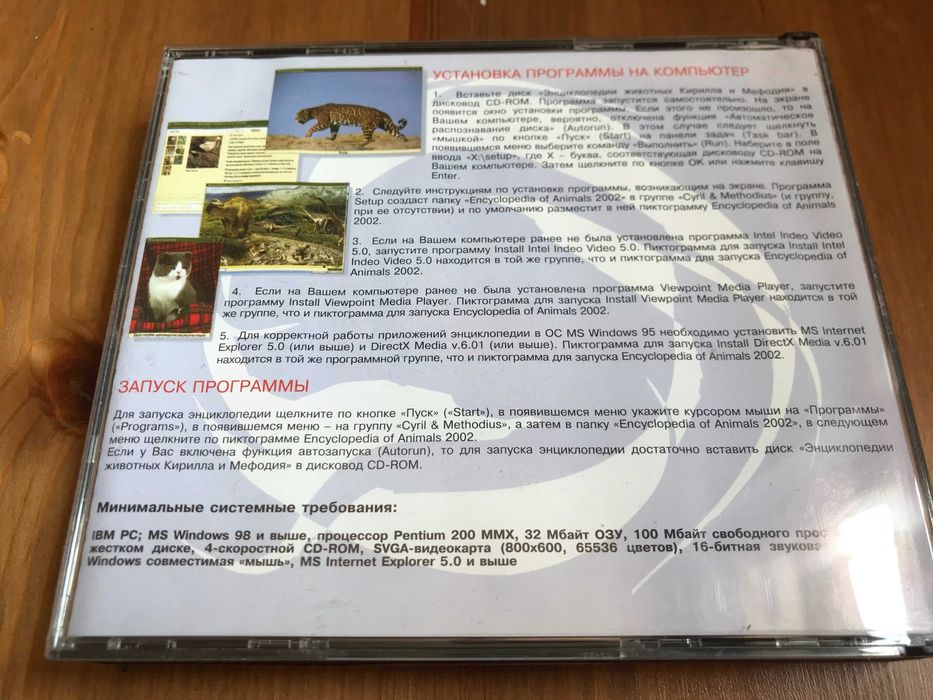 УСТАНОВКА ПРОГРАММЫ НА КОМПЬЮТЕР
1. Вставьте диск «Энциклопедии животных Кирилла и Мефодия» в
дисковод CD-ROM. Программа запустится самостоятельно. На экране
появится окно установки программы. Если этого не произошло, то на
Вашем компьютере, вероятно, отключена функция «Автоматическое
распознавание диска» (Autorun). В этом случае следует щелкнуть
«мышкой» по кнопке «Пуск» (Start) на панели задач (Task bar). В
появившемся меню выберите команду «Выполнить» (Run). Наберите в поле
ввода «X:\setup», где X – буква, соответствующая дисководу CD-ROM на
Вашем компьютере. Затем щелкните по кнопке OK или нажмите клавишу
Enter.
2. Следуйте инструкциям по установке программы, возникающим на экране. Программа
Setup создаст папку «Encyclopedia of Animals 2002» в группе «Cyril & Methodius» (и группу,
при ее отсутствии) и по умолчанию разместит в ней пиктограмму Encyclopedia of Animals
2002.
3. Если на Вашем компьютере ранее не была установлена программа Intel Indeo Video
5.0, запустите программу Install Intel Indeo Video 5.0. Пиктограмма для запуска Install Intel
Indeo Video 5.0 находится в той же группе, что и пиктограмма для запуска Encyclopedia of
Animals 2002.
4. Если на Вашем компьютере ранее не была установлена программа Viewpoint Media Player, запустите
программу Install Viewpoint Media Player. Пиктограмма для запуска Install Viewpoint Media Player находится в той
же группе, что и пиктограмма для запуска Encyclopedia of Animals 2002.
5. Для корректной работы приложений энциклопедии в ОС MS Windows 95 необходимо установить MS Internet
Explorer 5.0 (или выше) и DirectX Media v.6.01 (или выше). Пиктограмма для запуска Install DirectX Media v.6.01
находится в той же программной группе, что и пиктограмма для запуска Encyclopedia of Animals 2002.
ЗАПУСК ПРОГРАММЫ
Для запуска энциклопедии щелкните по кнопке «Пуск» («Start»), в появившемся меню укажите курсором мыши на «Программы»
(«Programs»), в появившемся меню – на группу «Cyril & Methodius», а затем в папку «Encyclopedia of Animals 2002», в следующем
меню щелкните по пиктограмме Encyclopedia of Animals 2002.
Если у Вас включена функция автозапуска (Autorun), то для запуска энциклопедии достаточно вставить диск «Энциклопедии
животных Кирилла и Мефодия» в дисковод CD-ROM.
Минимальные системные требования:
IBM PC; MS Windows 98 и выше, процессор Pentium 200 MMX, 32 Мбайт ОЗУ, 100 Мбайт свободного
жестком диске, 4-скоростной CD-ROM, SVGA-видеокарта (800x600, 65536 цветов), 16-битная
Windows совместимая «мышь», MS Internet Explorer 5.0 и выше